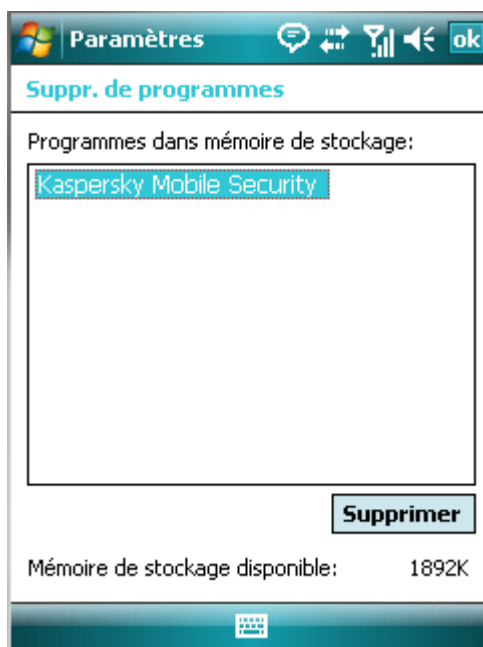 Paramètres ok
Suppr. de programmes
Programmes dans mémoire de stockage:
Kaspersky Mobile Security
Supprimer
Mémoire de stockage disponible: 1892K